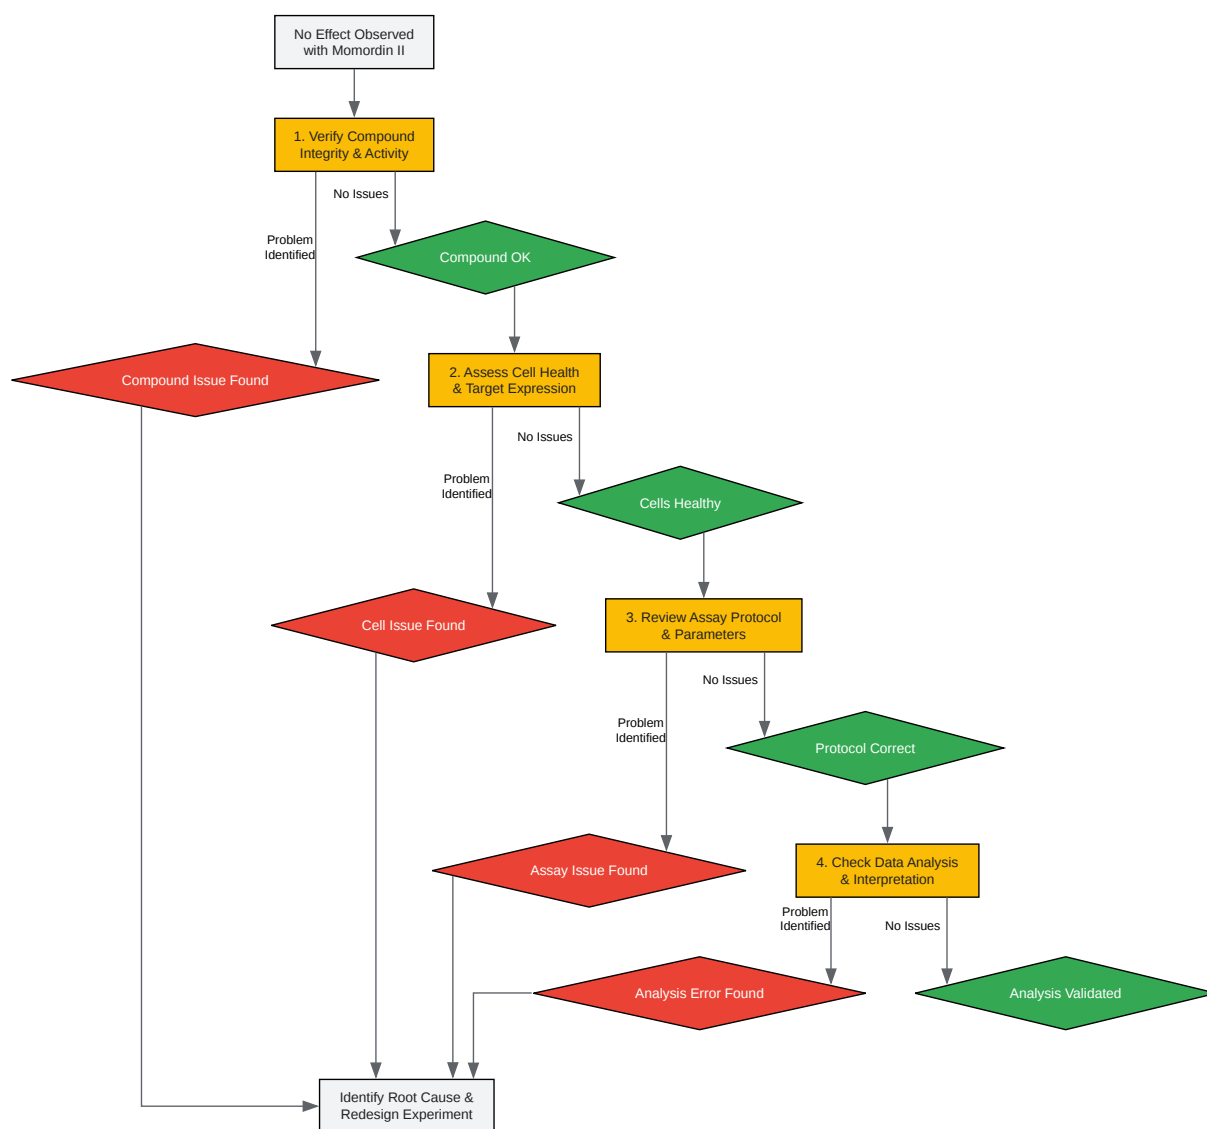 No Effect Observed
with Momordin II
1. Verify Compound
Integrity & Activity
No Issues
Problem
Identified
Compound OK
2. Assess Cell Health
& Target Expression
Compound Issue Found
No Issues
Problem
Identified
Cells Healthy
3. Review Assay Protocol
& Parameters
Cell Issue Found
No Issues
Problem
Identified
Protocol Correct
4. Check Data Analysis
& Interpretation
Assay Issue Found
Problem
Identified
No Issues
Analysis Error Found
Analysis Validated
Identify Root Cause &
Redesign Experiment